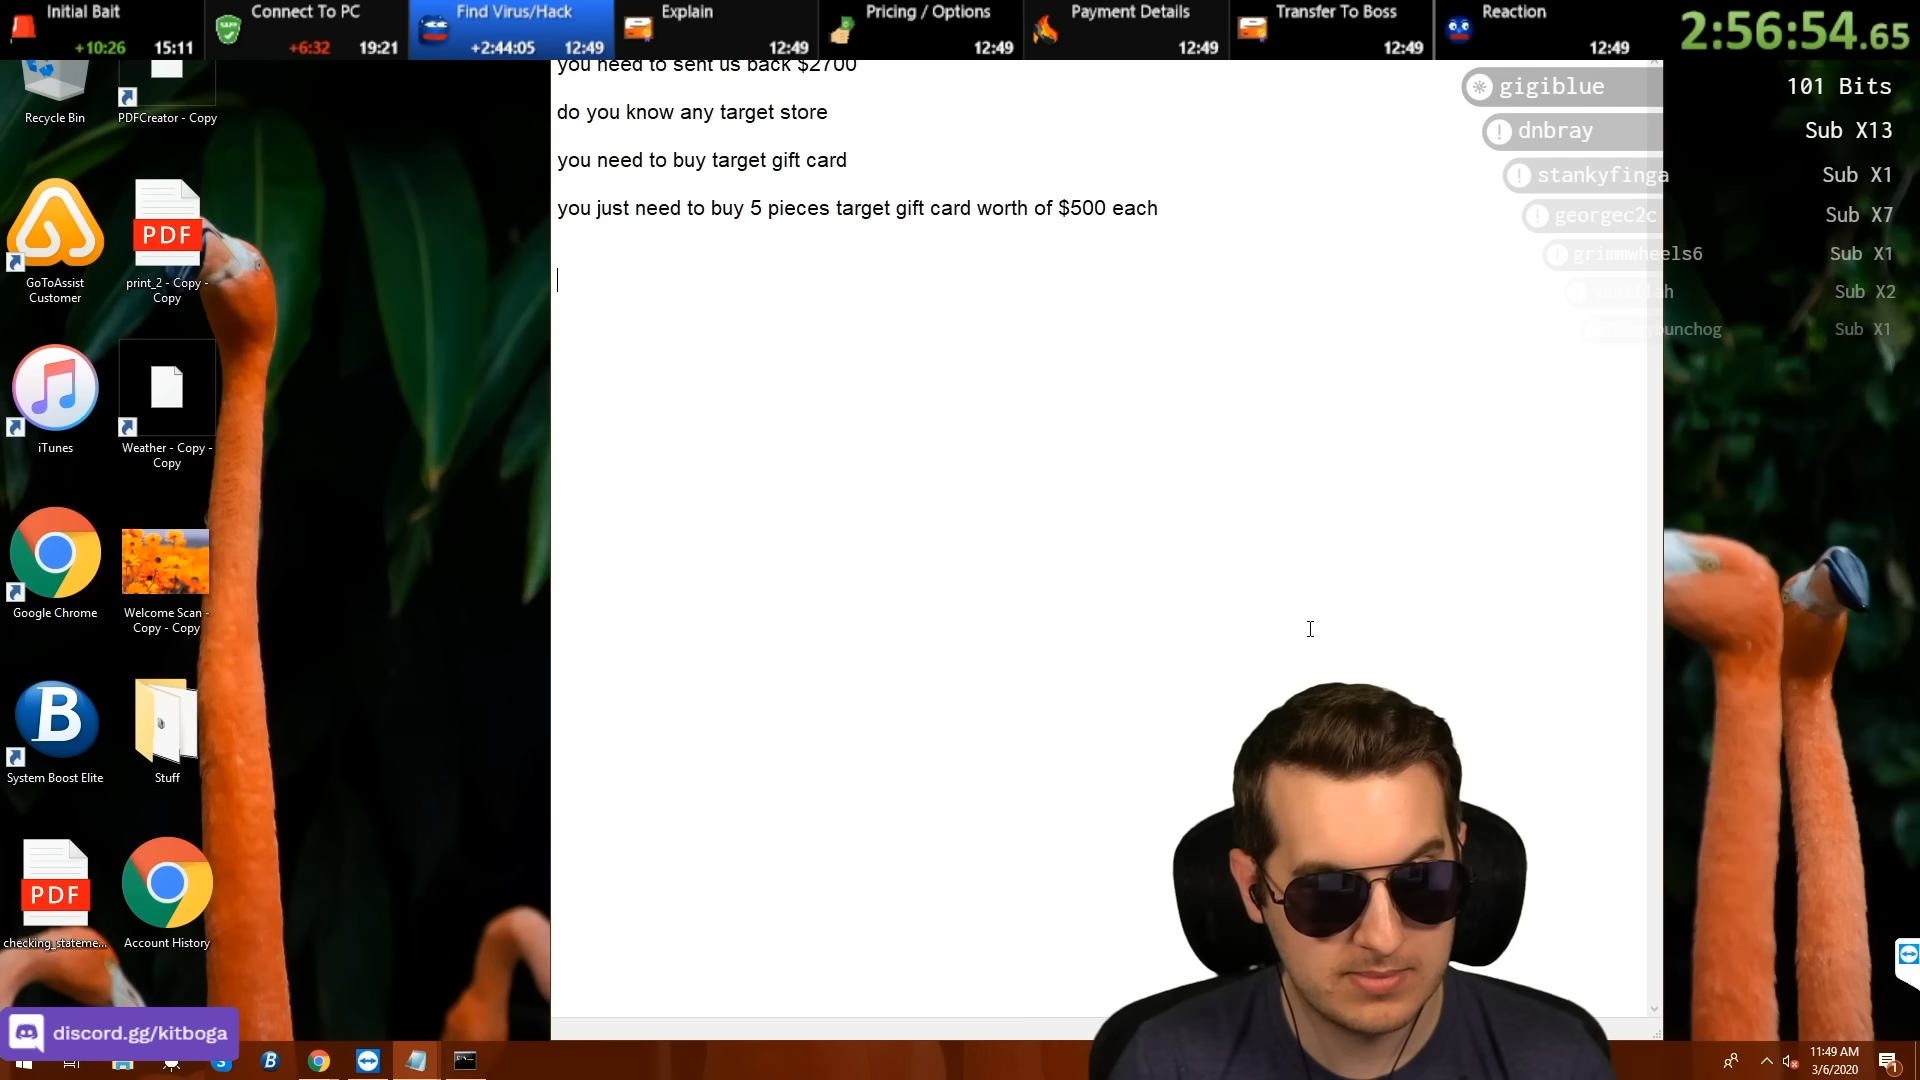 Initial Bait
+10:26 15:11
Connect To PC
+6:32 19:21
Find Virus/Hack
+2:44:05 12:49
Explain
12:49
Pricing / Options
12:49
Payment Details
12:49
Transfer To Boss
12:49
Reaction
12:49
2:56:54.65
Recycle Bin
PDFCreator - Copy
GoToAssist
Customer
PDF
print_2 - Copy -
Copy
iTunes
Weather - Copy -
Copy
Google Chrome
Welcome Scan -
Copy - Copy
B
System Boost Elite
Stuff
PDF
checking_stateme...
Account History
discord.gg/kitboga
you need to sent us back $2700
do you know any target store
you need to buy target gift card
you just need to buy 5 pieces target gift card worth of $500 each
gigiblue 101 Bits
dnbray Sub X13
stankyfinga Sub X1
georgec2c Sub X7
grimmwheels6 Sub X1
Sub X2
Sub X1
B
11:49 AM
3/6/2020
1